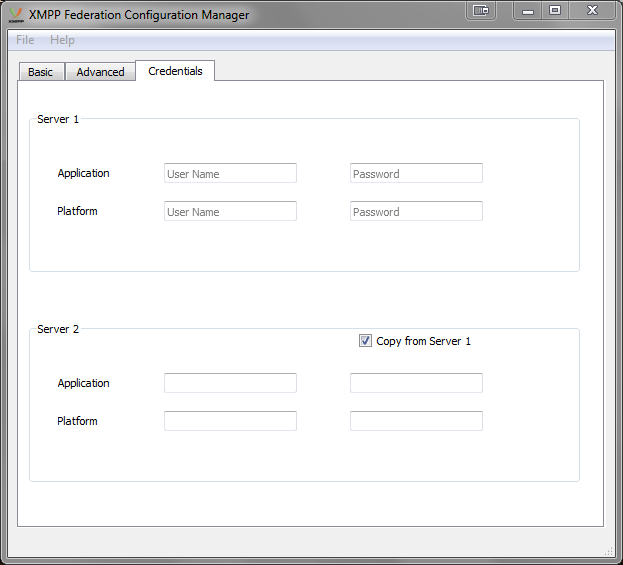 XMPP XMPP Federation Configuration Manager
File Help
Basic Advanced Credentials
Server 1
Application User Name Password
Platform User Name Password
Server 2
Copy from Server 1
Application
Platform